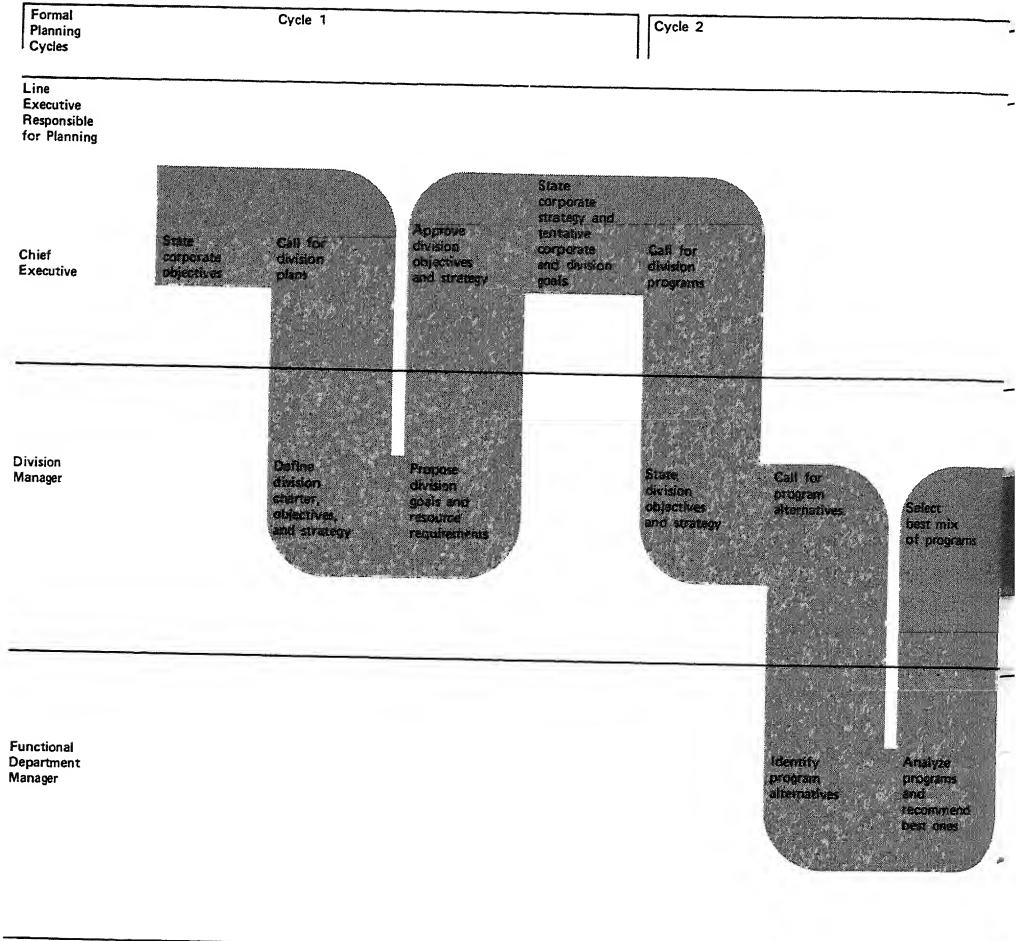 Formal
Planning
Cycles
Cycle 1
Cycle 2
Line
Executive
Responsible
for Planning
Chief
Executive
State
corporate
objectives
Call for
division
plans
Approve
division
objectives
and strategy
State
corporate
strategy and
tentative
corporate
and division
goals
Call for
division
programs
Division
Manager
Define
division
charter,
objectives,
and strategy
Propose
division
goals and
resource
requirements
State
division
objectives
and strategy
Call for
program
alternatives
Select
best mix
of programs
Functional
Department
Manager
Identify
program
alternatives
Analyze
programs
and
recommend
best ones